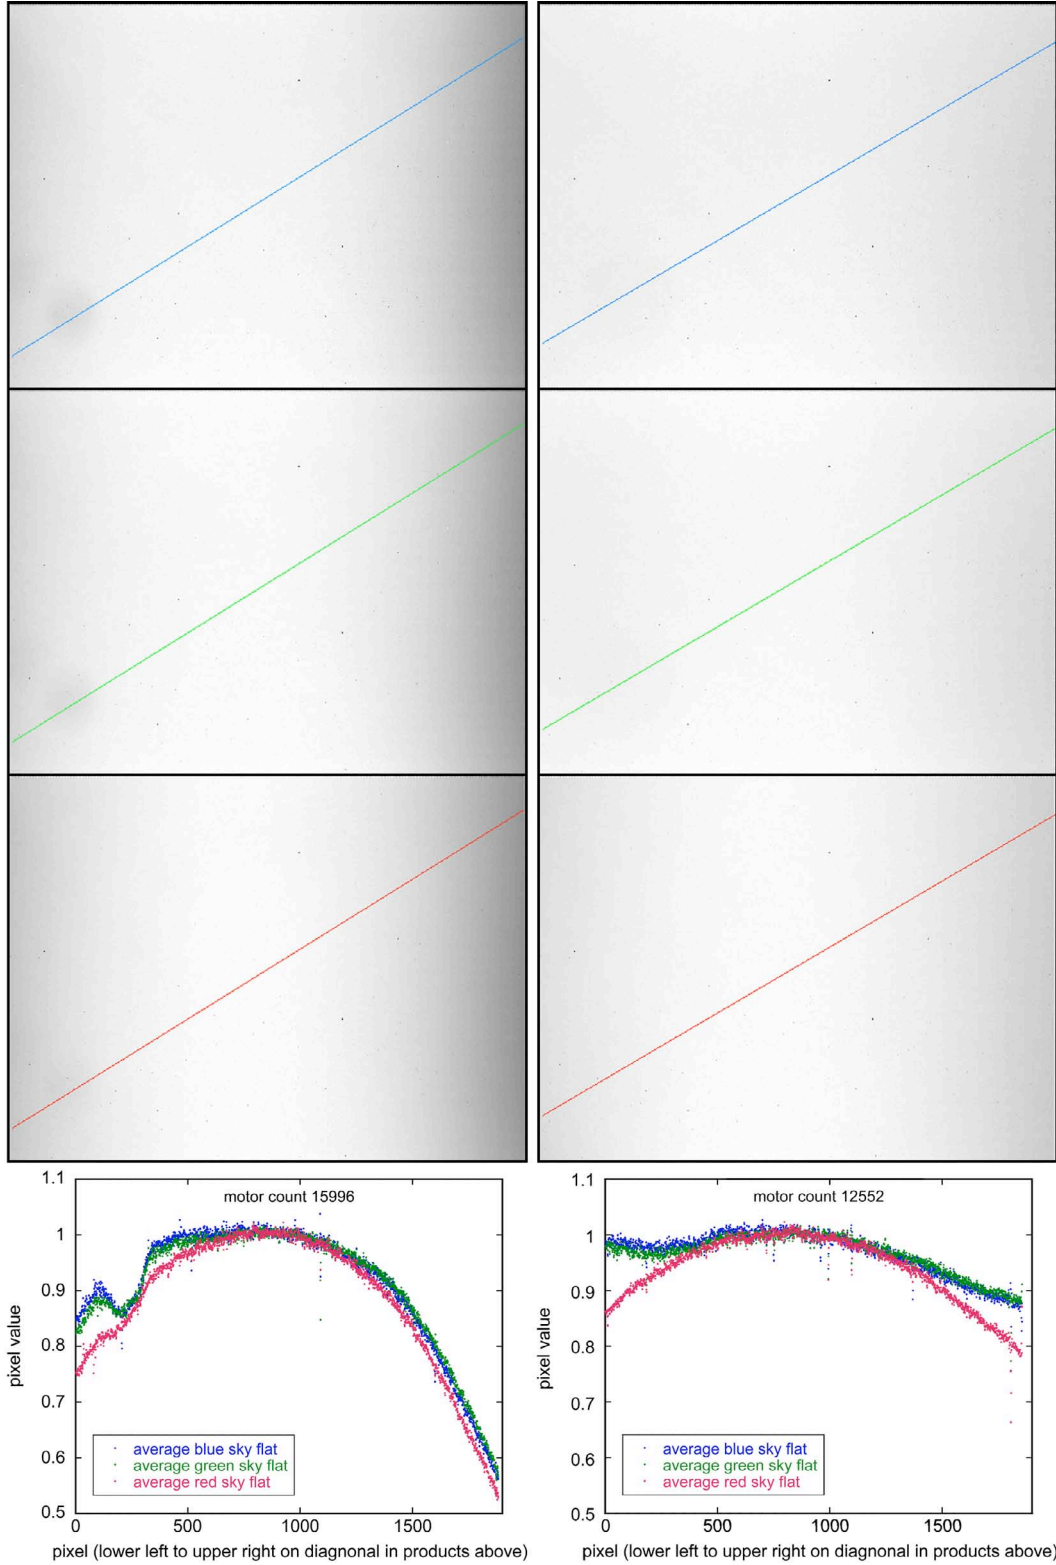 motor count 15996
1.1
1
0.9
0.8
0.7
0.6
0.5
pixel value
average blue sky flat
average green sky flat
average red sky flat
0
500
1000
1500
pixel (lower left to upper right on diagnonal in products above)
motor count 12552
1.1
1
0.9
0.8
0.7
0.6
0.5
pixel value
average blue sky flat
average green sky flat
average red sky flat
0
500
1000
1500
pixel (lower left to upper right on diagnonal in products above)